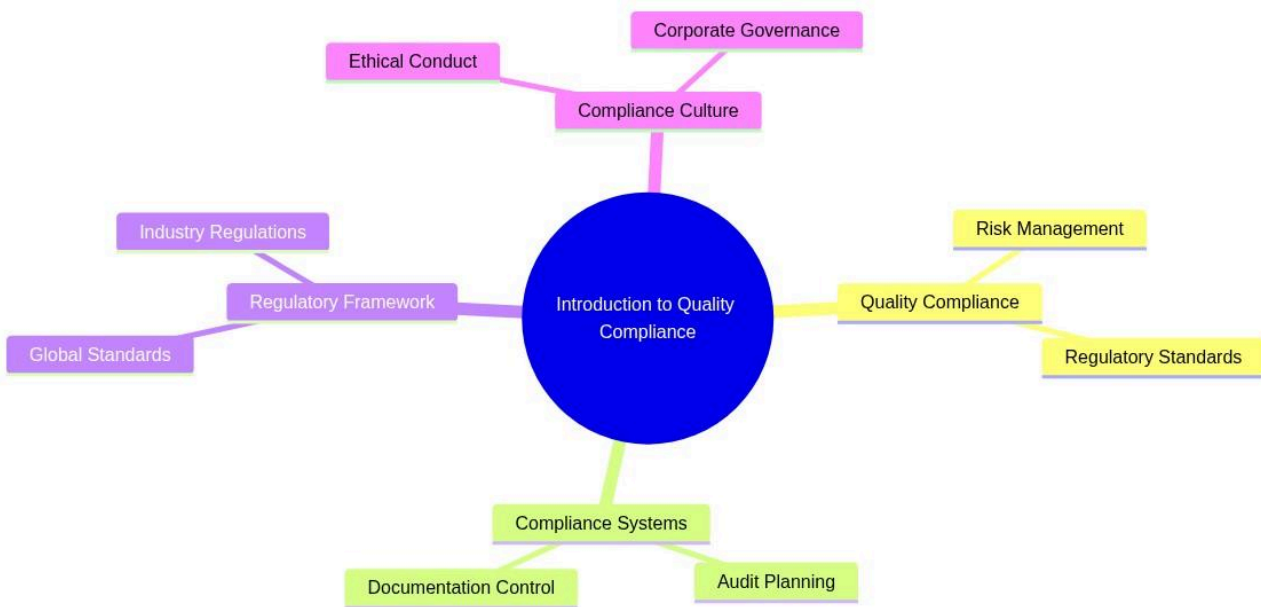 Corporate Governance
Ethical Conduct
Compliance Culture
Industry Regulations
Risk Management
Regulatory Framework
Quality Compliance
Introduction to Quality
Compliance
Global Standards
Regulatory Standards
Compliance Systems
Documentation Control
Audit Planning